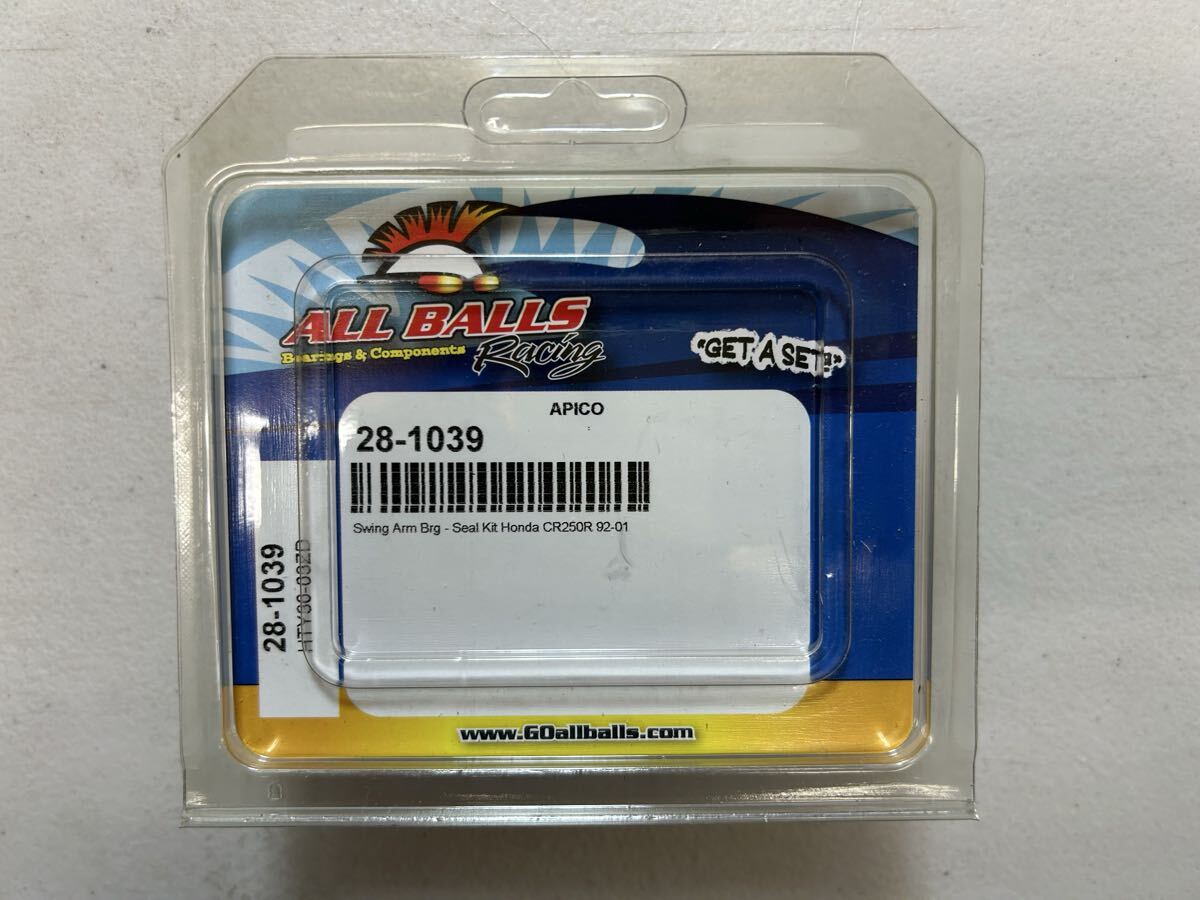 ALL BALLS
Bearings & Components
Racing
"GET A SET!"
APICO
28-1039
Swing Arm Brg - Seal Kit Honda CR250R 92-01
28-1039
www.GOallballs.com